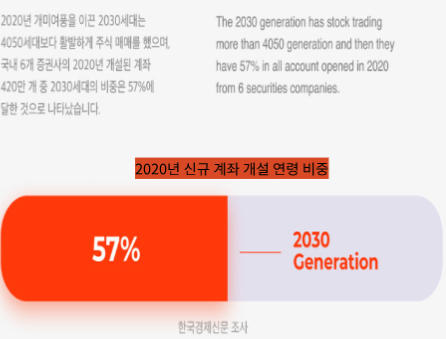 2020년 개미여풍을 이끈 2030세대는
4050세대보다 활발하게 주식 매매를 했으며,
국내 6개 증권사의 2020년 개설된 계좌
420만 개 중 2030세대의 비중은 57%에
달한 것으로 나타났습니다.
The 2030 generation has stock trading
more than 4050 generation and then they
have 57% in all account opened in 2020
from 6 securities companies.
2020년 신규 계좌 개설 연령 비중
57%
2030
Generation
한국경제신문 조사